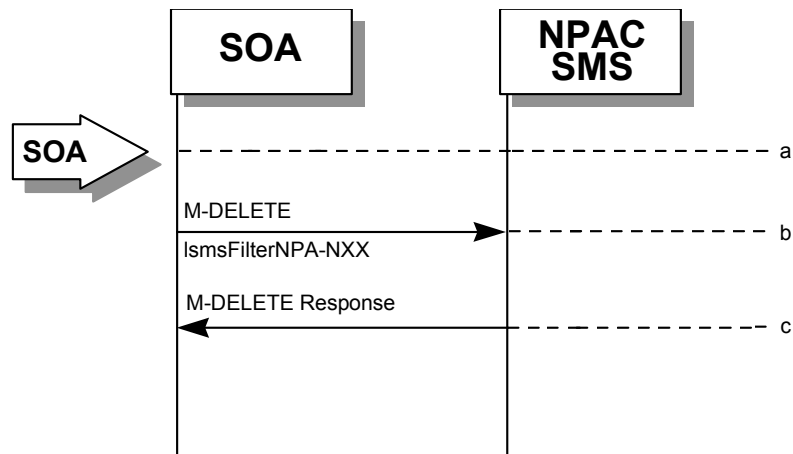 SOA
NPAC
SMS
SOA
a
M-DELETE
b
lsmsFilterNPA-NXX
M-DELETE Response
c